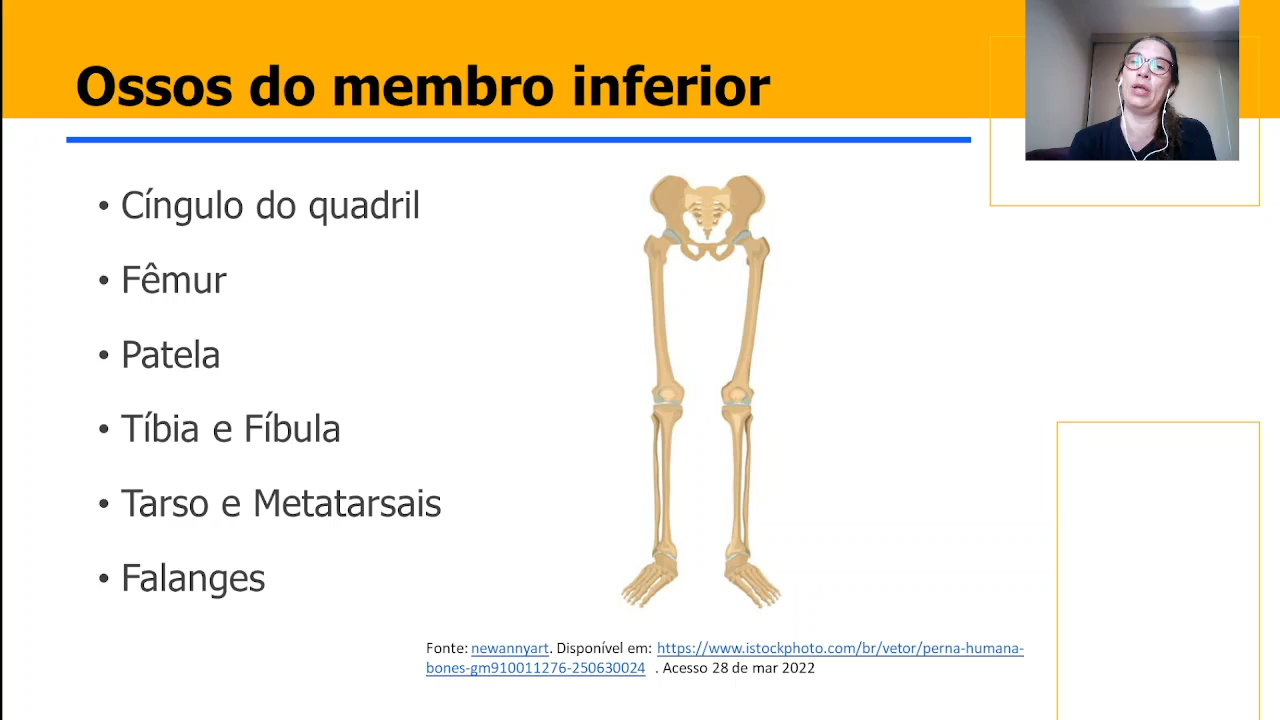 Ossos do membro inferior
• Cíngulo do quadril
• Fêmur
• Patela
• Tíbia e Fíbula
• Tarso e Metatarsais
• Falanges
Fonte: newannyart. Disponível em: https://www.istockphoto.com/br/vetor/perna-humana-
bones-gm910011276-250630024 . Acesso 28 de mar 2022